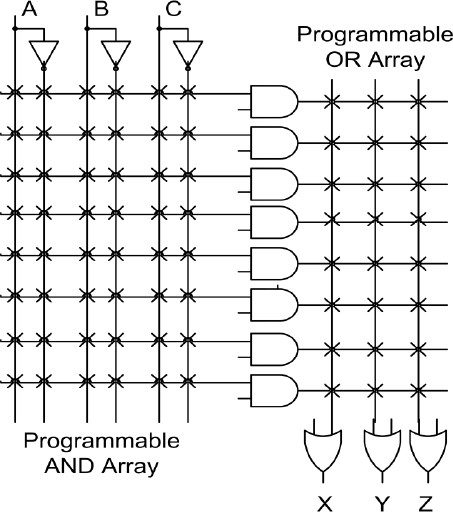 A B C
Programmable
OR Array
Programmable
AND Array
X Y Z